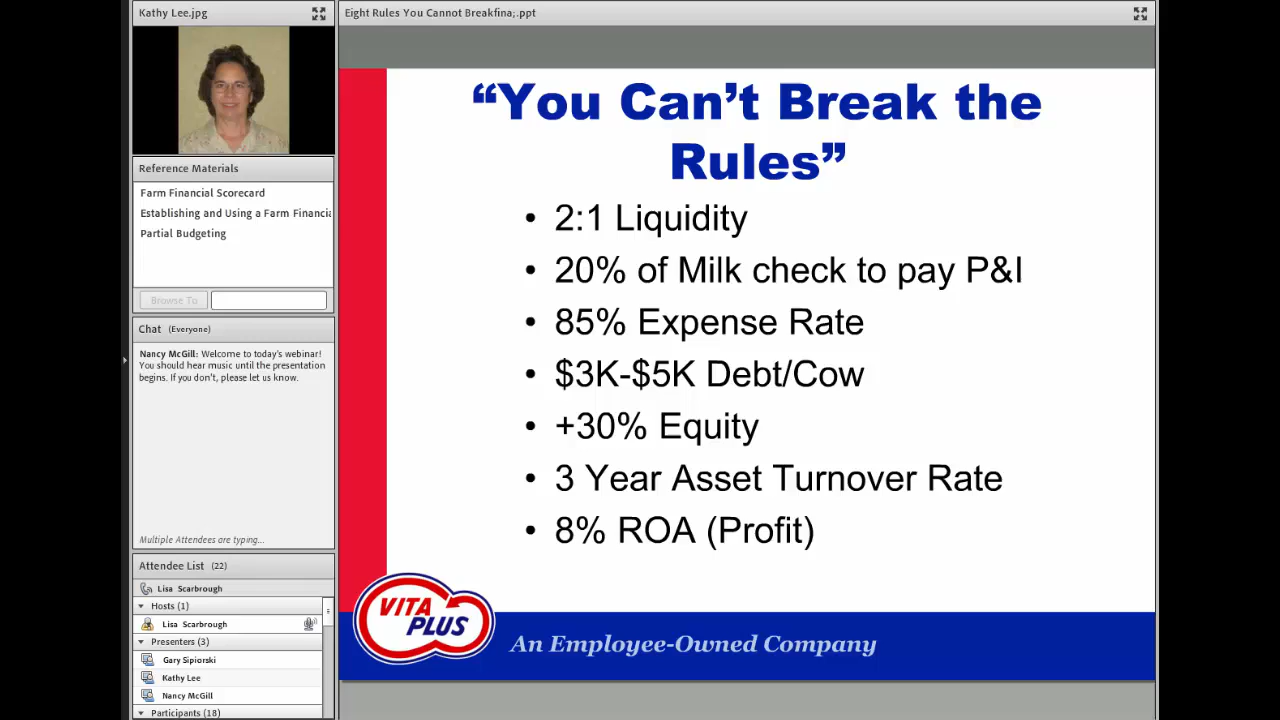 Kathy Lee.jpg
Reference Materials
Farm Financial Scorecard
Establishing and Using a Farm Financia
Partial Budgeting
Browse To
Chat (Everyone)
Nancy McGill: Welcome to today's webinar!
You should hear music until the presentation
begins. If you don't, please let us know.
Multiple Attendees are typing...
Attendee List (22)
Lisa Scarbrough
Hosts (1)
Lisa Scarbrough
Presenters (3)
Gary Sipiorski
Kathy Lee
Nancy McGill
Participants (18)
Eight Rules You Cannot Breakfina;.ppt
“You Can’t Break the
Rules”
• 2:1 Liquidity
• 20% of Milk check to pay P&I
• 85% Expense Rate
• $3K-$5K Debt/Cow
• +30% Equity
• 3 Year Asset Turnover Rate
• 8% ROA (Profit)
VITA
PLUS
An Employee-Owned Company